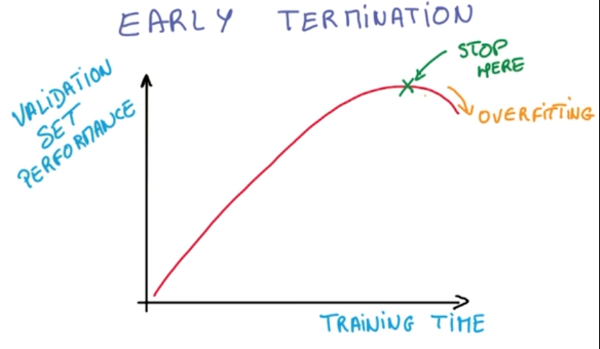 EARLY TERMINATION
STOP
HERE
VALIDATION
SET
PERFORMANCE
OVERFITTING
TRAINING TIME